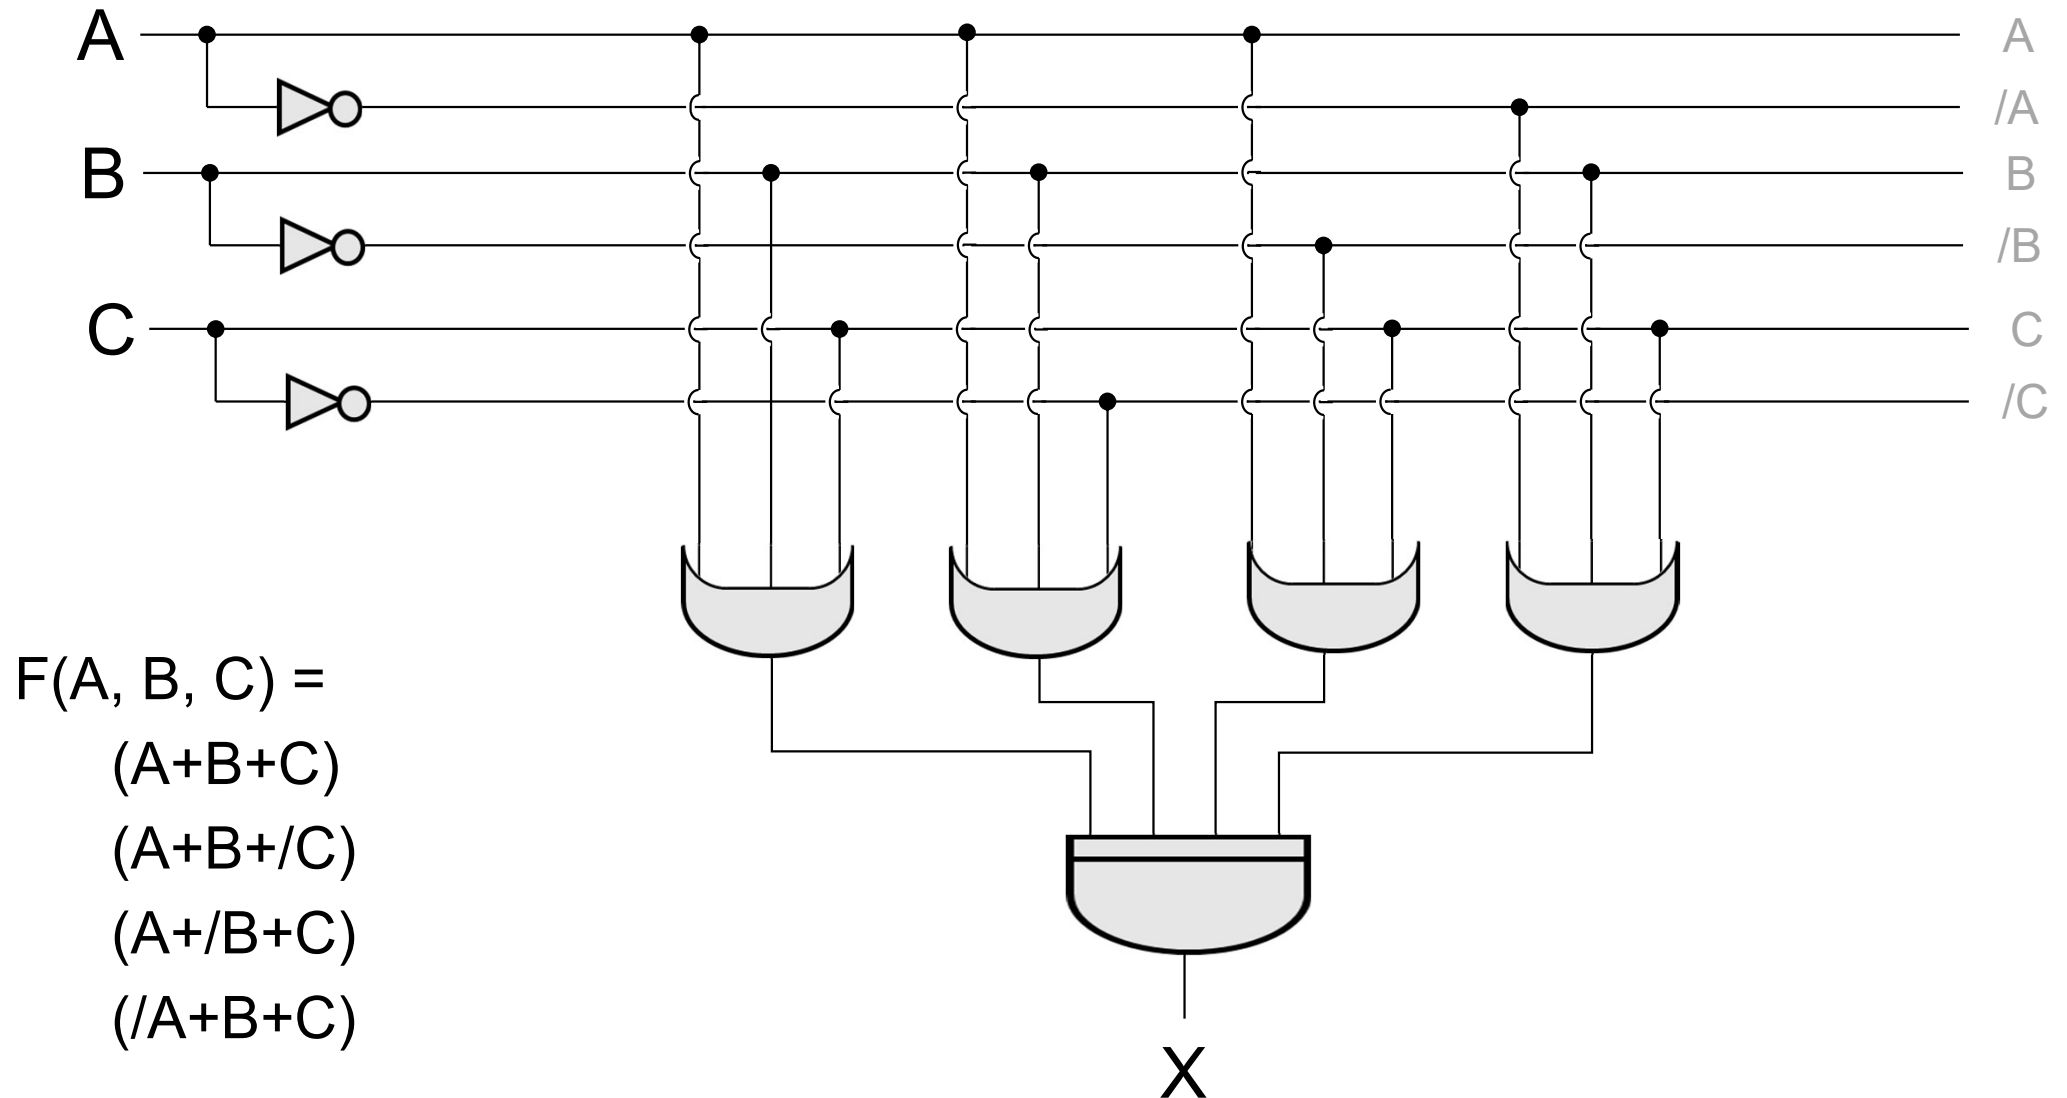 A
A
/A
B
B
/B
C
C
/C
F(A, B, C) =
(A+B+C)
(A+B+/C)
(A+/B+C)
(/A+B+C)
X